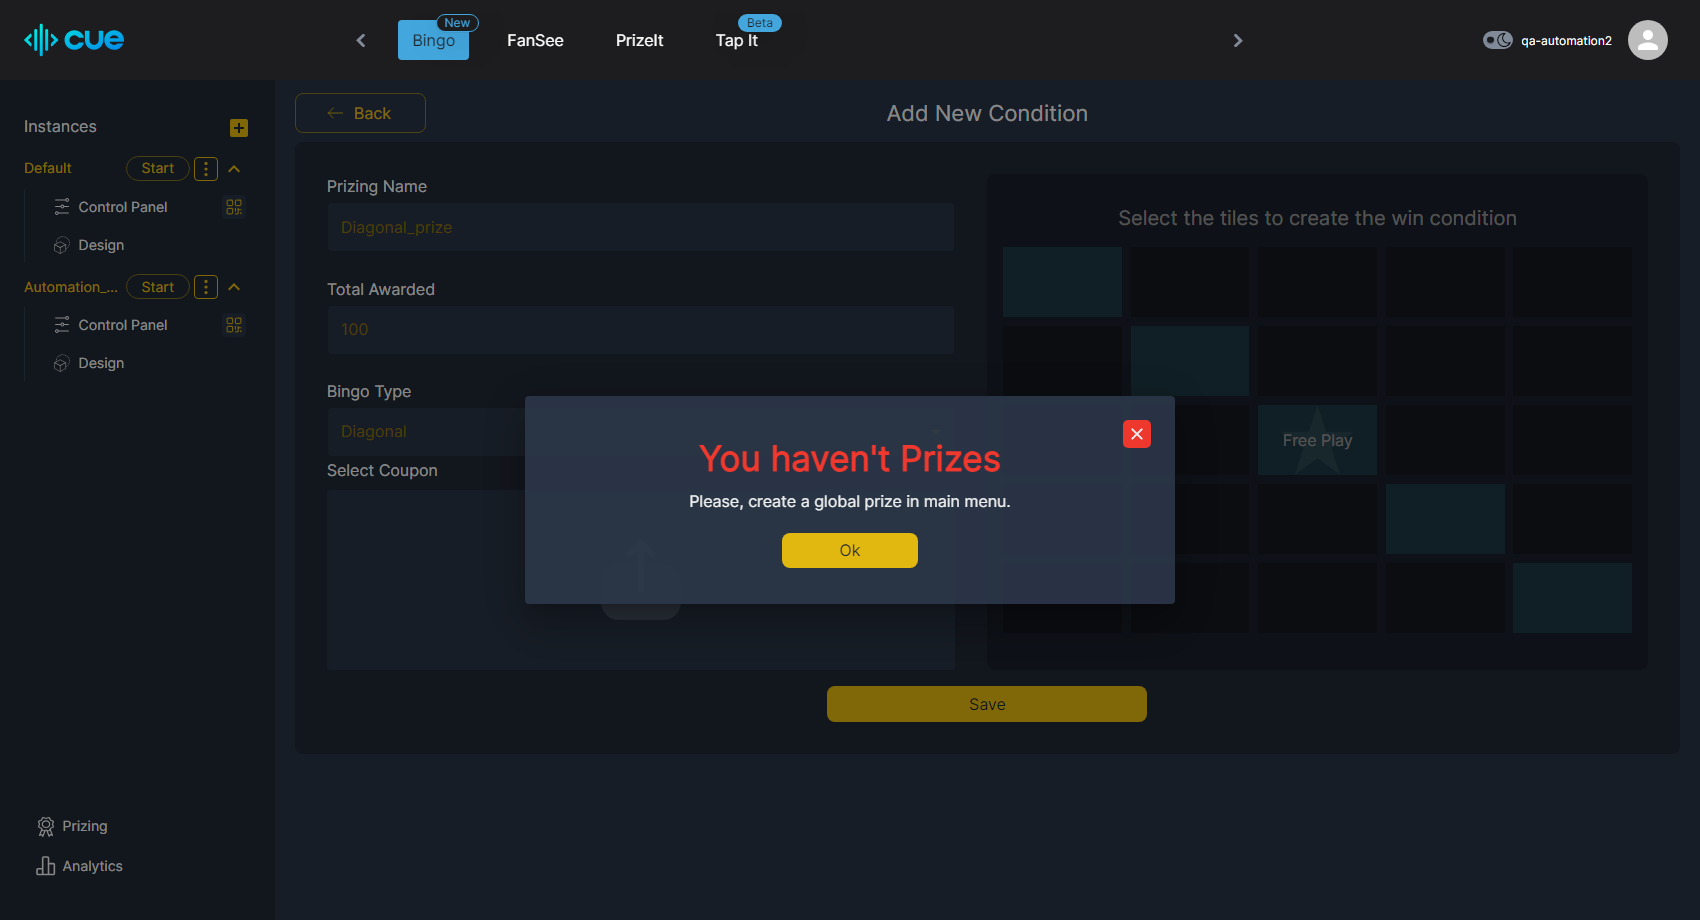 cue
Bingo
New
FanSee
PrizeIt
Tap It
Beta
qa-automation2
Instances
Default
Start
Control Panel
Design
Automation_...
Start
Control Panel
Design
Prizing
Analytics
Back
Add New Condition
Prizing Name
Diagonal_prize
Total Awarded
100
Bingo Type
Diagonal
Select Coupon
Select the tiles to create the win condition
Free Play
You haven't Prizes
Please, create a global prize in main menu.
Ok
Save